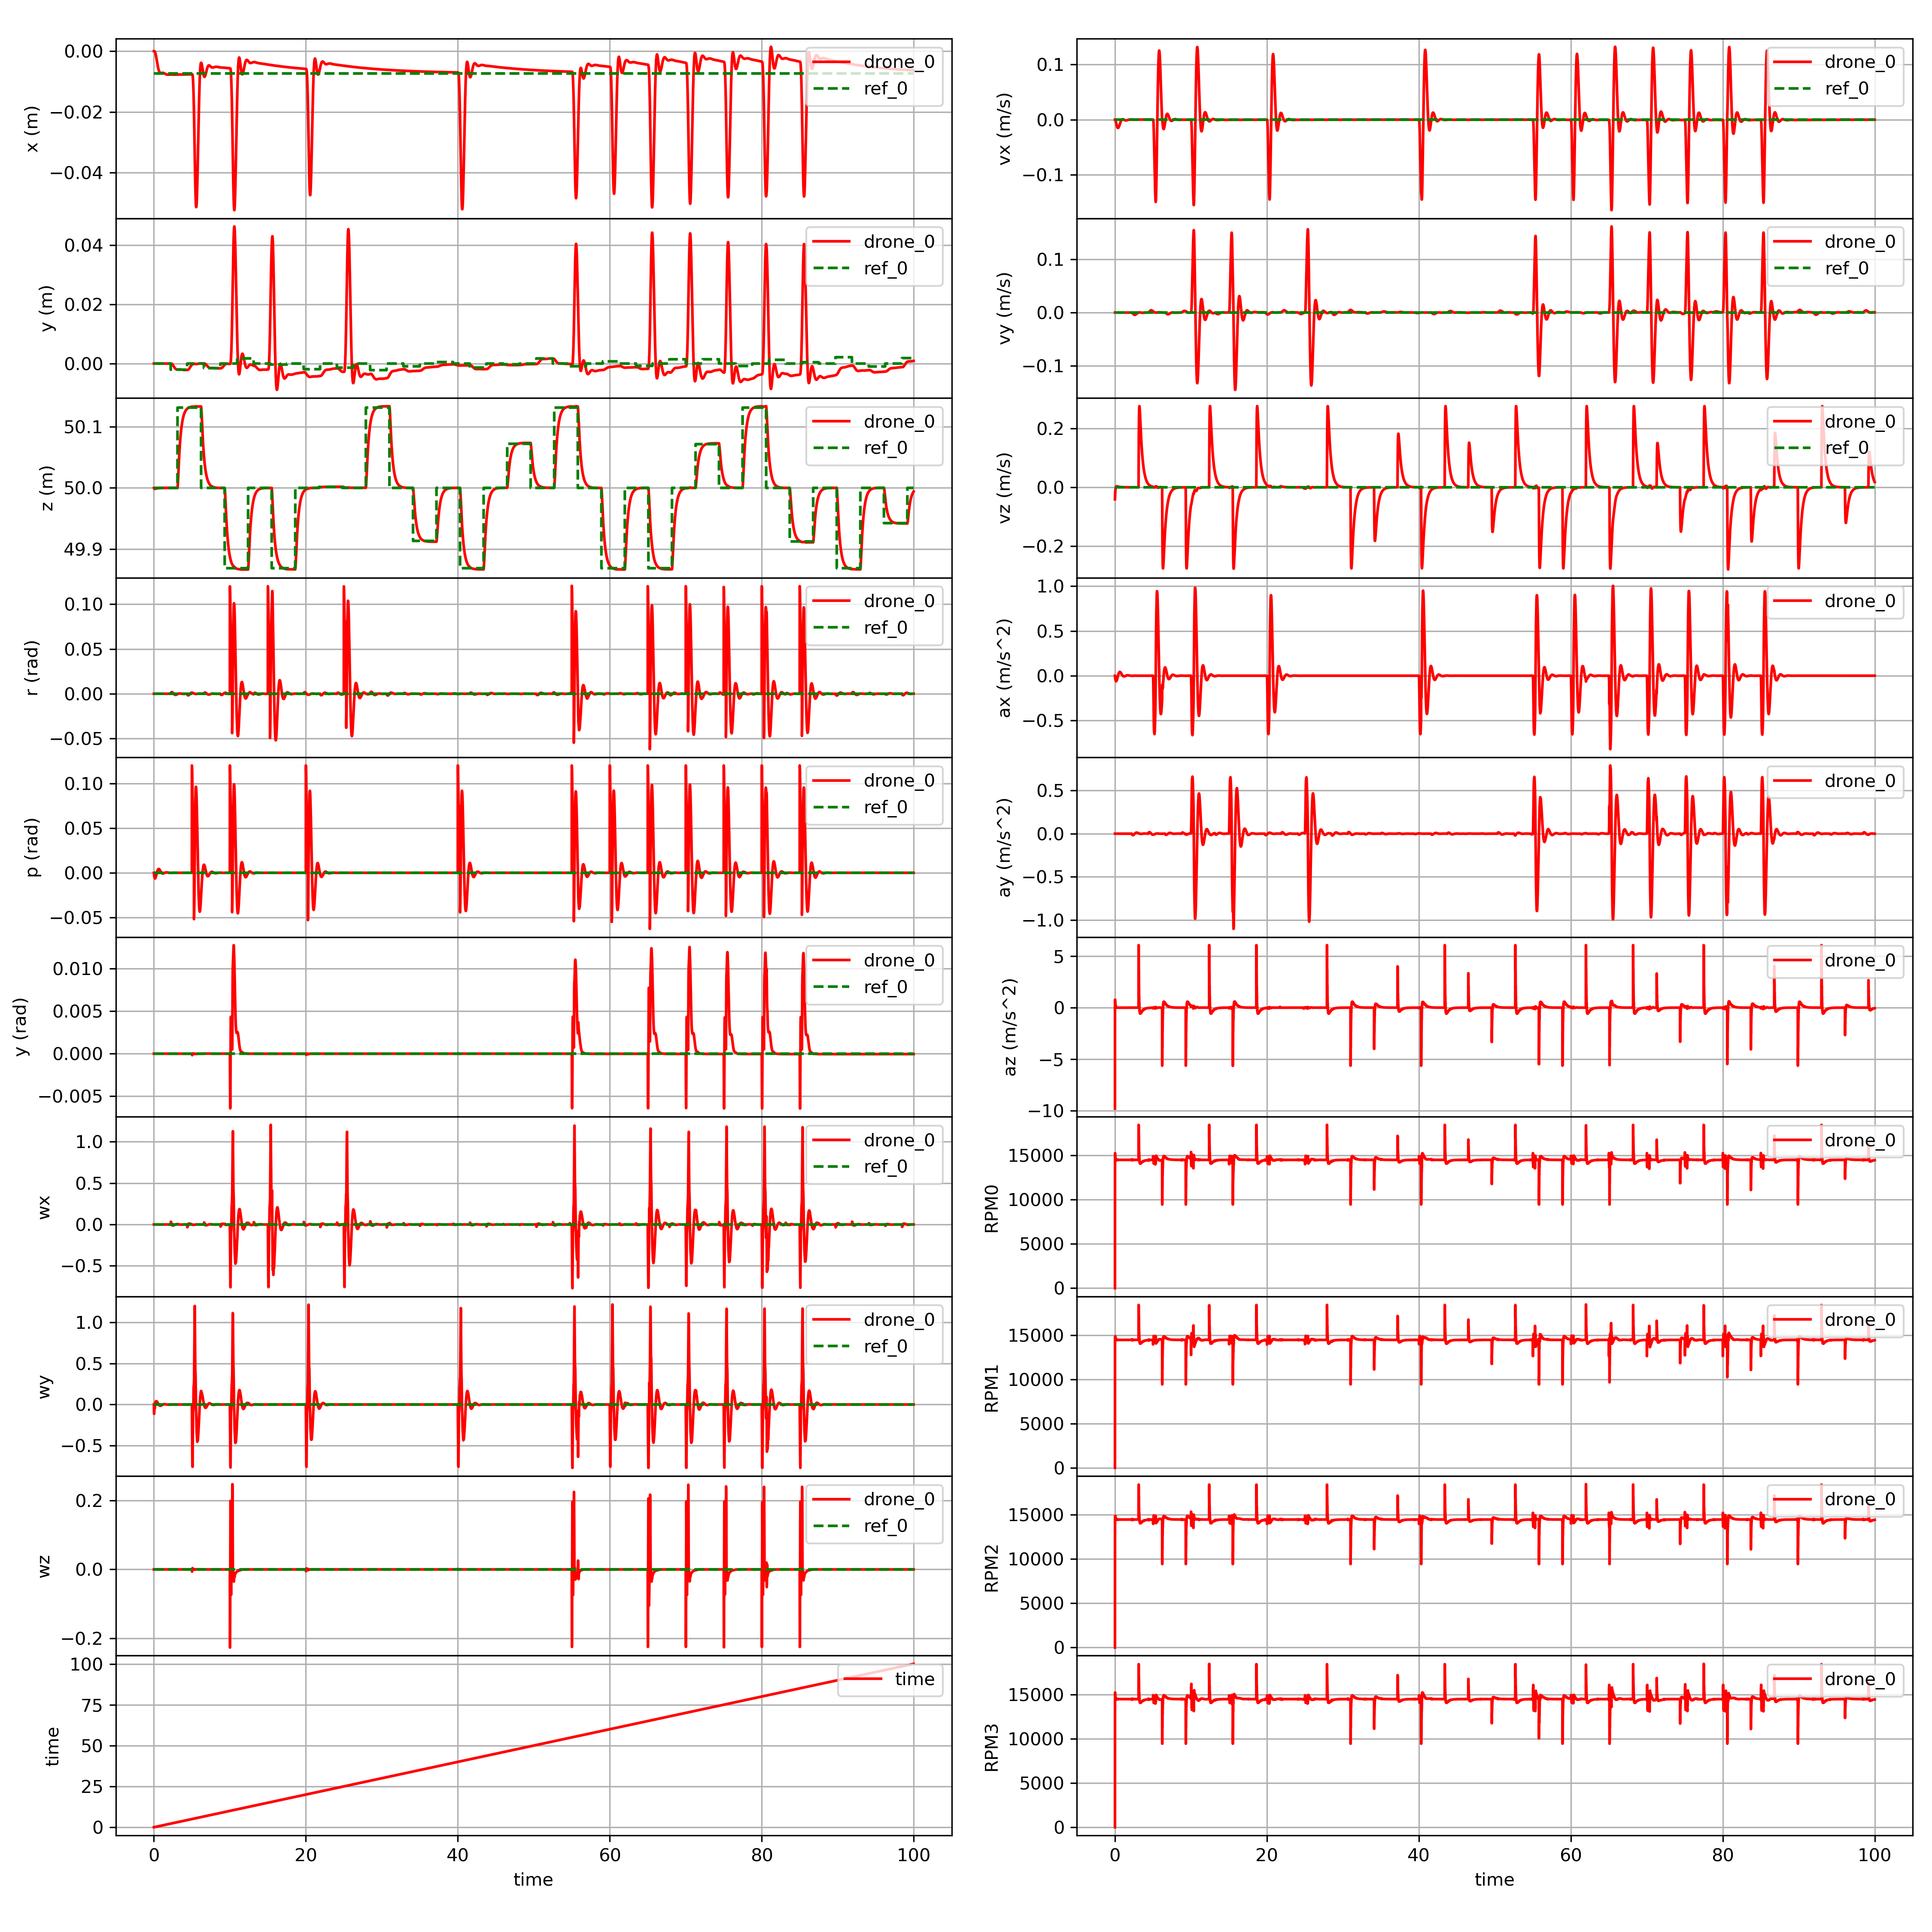 0.00
−0.02
−0.04
x (m)
drone_0
ref_0
0.04
0.02
0.00
y (m)
drone_0
ref_0
50.1
50.0
49.9
z (m)
drone_0
ref_0
0.10
0.05
0.00
−0.05
r (rad)
drone_0
ref_0
0.10
0.05
0.00
−0.05
p (rad)
drone_0
ref_0
0.010
0.005
0.000
−0.005
y (rad)
drone_0
ref_0
1.0
0.5
0.0
−0.5
wx
drone_0
ref_0
1.0
0.5
0.0
−0.5
wy
drone_0
ref_0
0.2
0.0
−0.2
wz
drone_0
ref_0
100
75
50
25
0
time
time
0 20 40 60 80 100
time
0.1
0.0
−0.1
vx (m/s)
drone_0
ref_0
0.1
0.0
−0.1
vy (m/s)
drone_0
ref_0
0.2
0.0
−0.2
vz (m/s)
drone_0
ref_0
1.0
0.5
0.0
−0.5
ax (m/s^2)
drone_0
0.5
0.0
−0.5
−1.0
ay (m/s^2)
drone_0
5
0
−5
−10
az (m/s^2)
drone_0
15000
10000
5000
0
RPM0
drone_0
15000
10000
5000
0
RPM1
drone_0
15000
10000
5000
0
RPM2
drone_0
15000
10000
5000
0
RPM3
drone_0
0 20 40 60 80 100
time